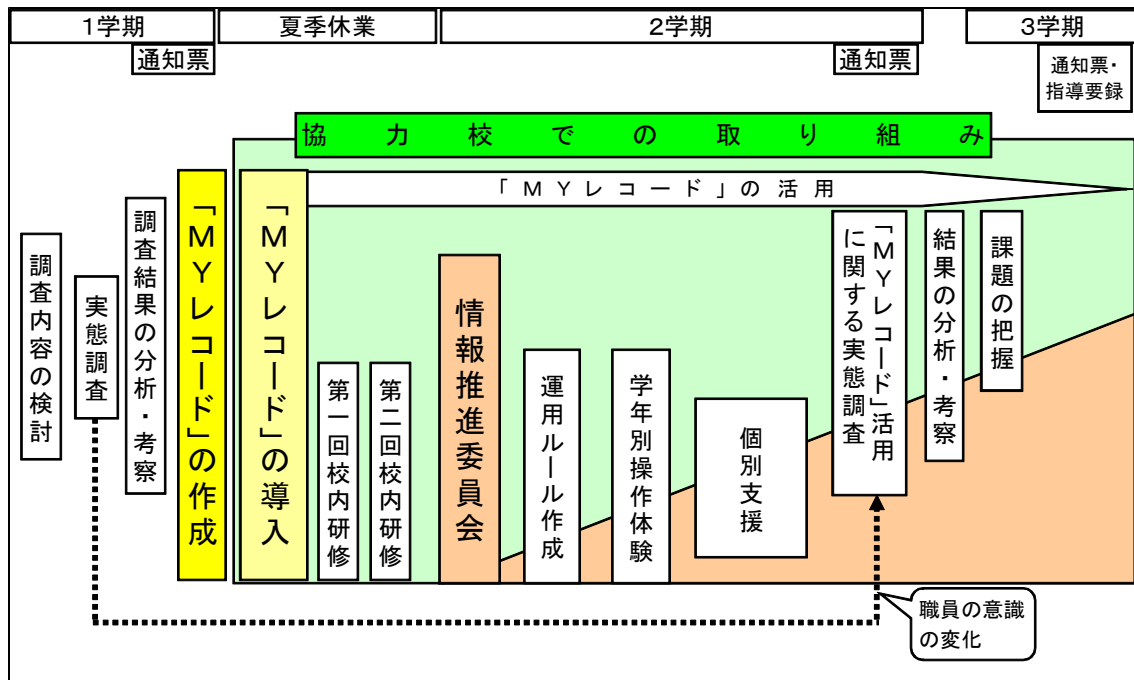 1学期
夏季休業
2学期
3学期
通知票
通知票
通知票・
指導要録
協力校での取り組み
「MYレコード」の活用
調査内容の検討
実態調査
調査結果の分析・考察
「MYレコード」の作成
「MYレコード」の導入
第一回校内研修
第二回校内研修
情報推進委員会
運用ルール作成
学年別操作体験
個別支援
「MYレコード」活用
に関する実態調査
結果の分析・考察
課題の把握
職員の意識
の変化